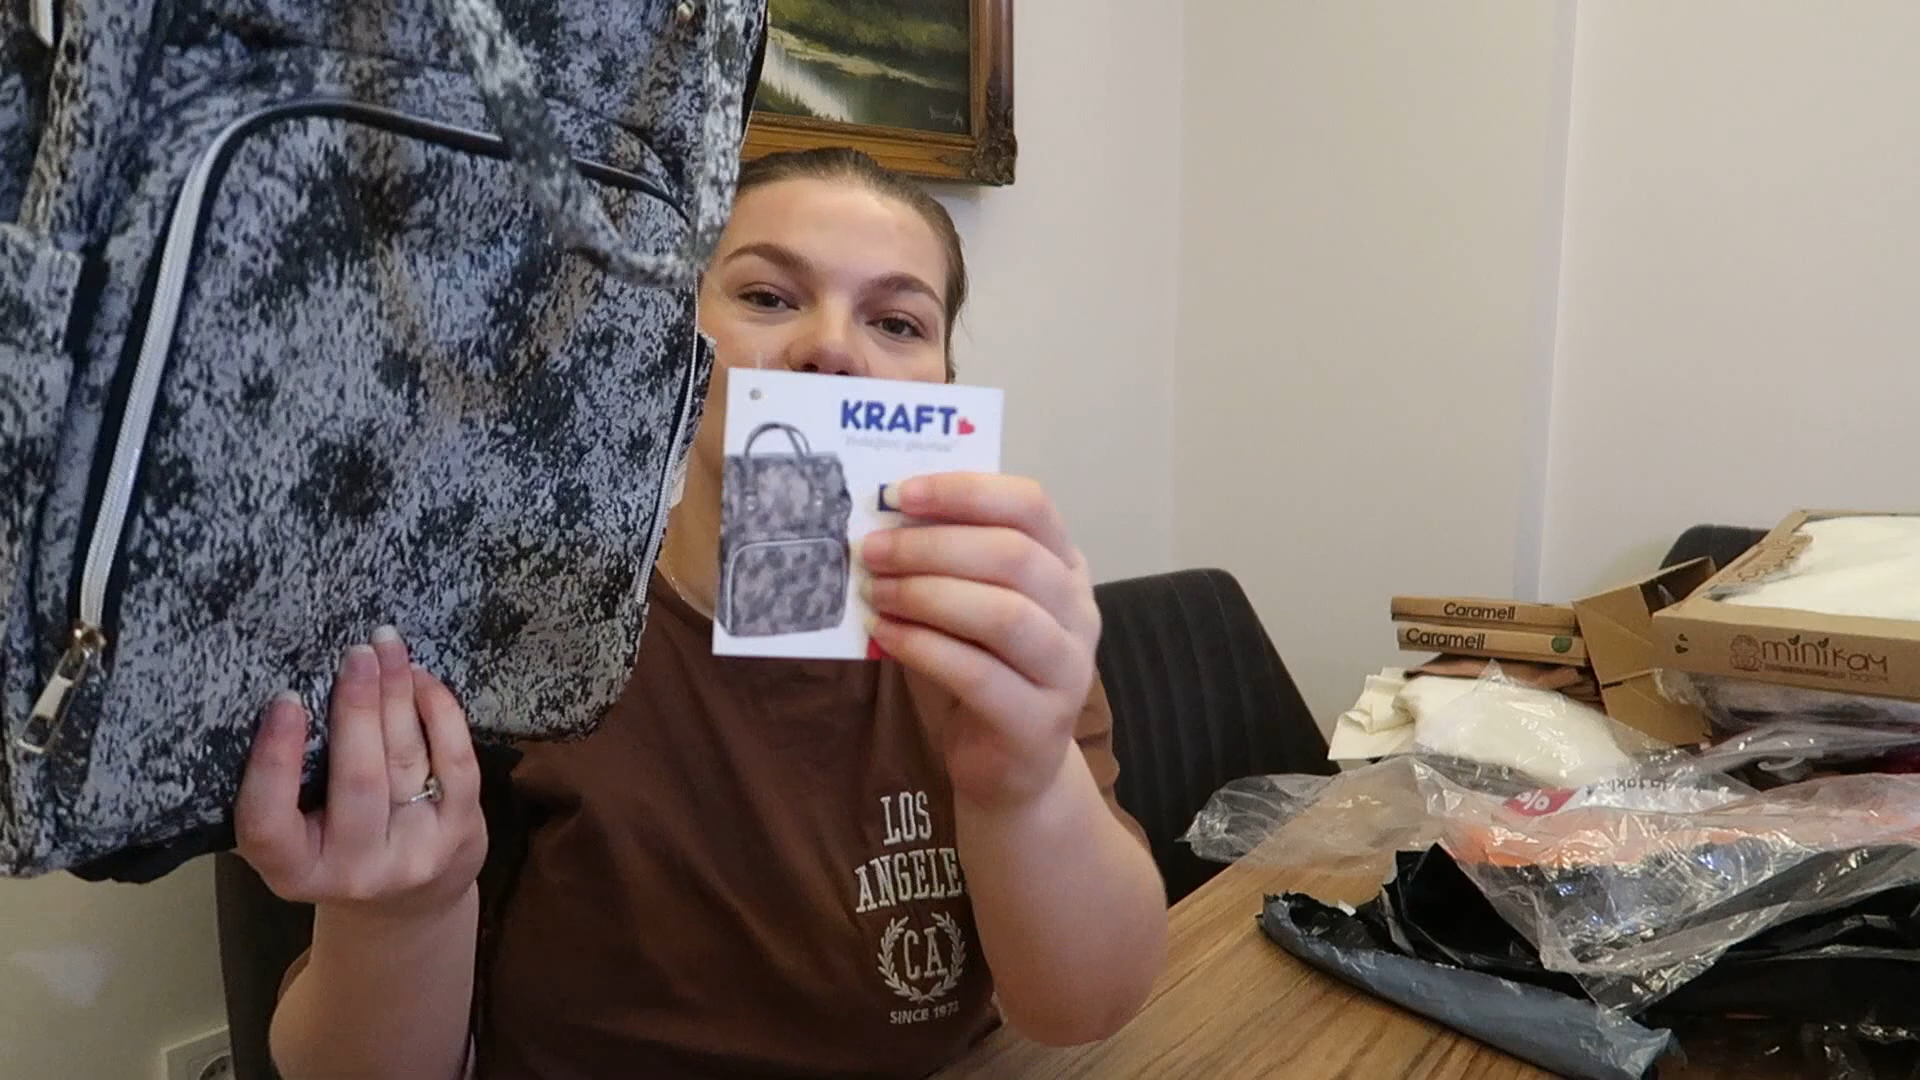 KRAFT
LOS
ANGELE
CA
SINCE 1972
Caramell
Caramell
minikay
%